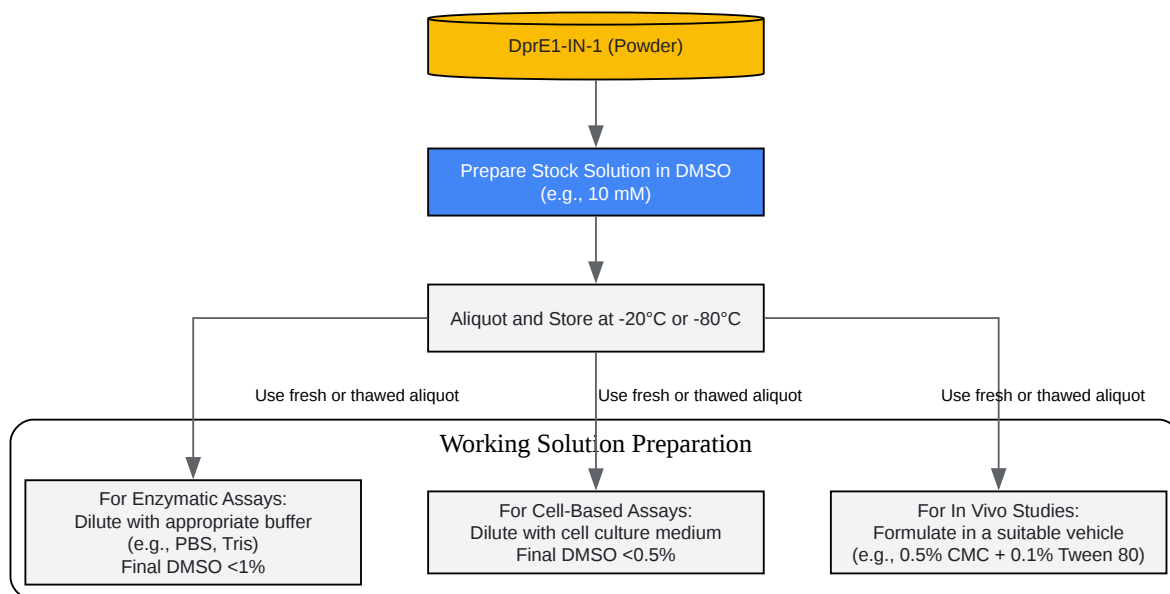 DprE1-IN-1 (Powder)
Prepare Stock Solution in DMSO
(e.g., 10 mM)
Aliquot and Store at -20°C or -80°C
Use fresh or thawed aliquot
Use fresh or thawed aliquot
Use fresh or thawed aliquot
Working Solution Preparation
For Enzymatic Assays:
Dilute with appropriate buffer
(e.g., PBS, Tris)
Final DMSO <1%
For Cell-Based Assays:
Dilute with cell culture medium
Final DMSO <0.5%
For In Vivo Studies:
Formulate in a suitable vehicle
(e.g., 0.5% CMC + 0.1% Tween 80)